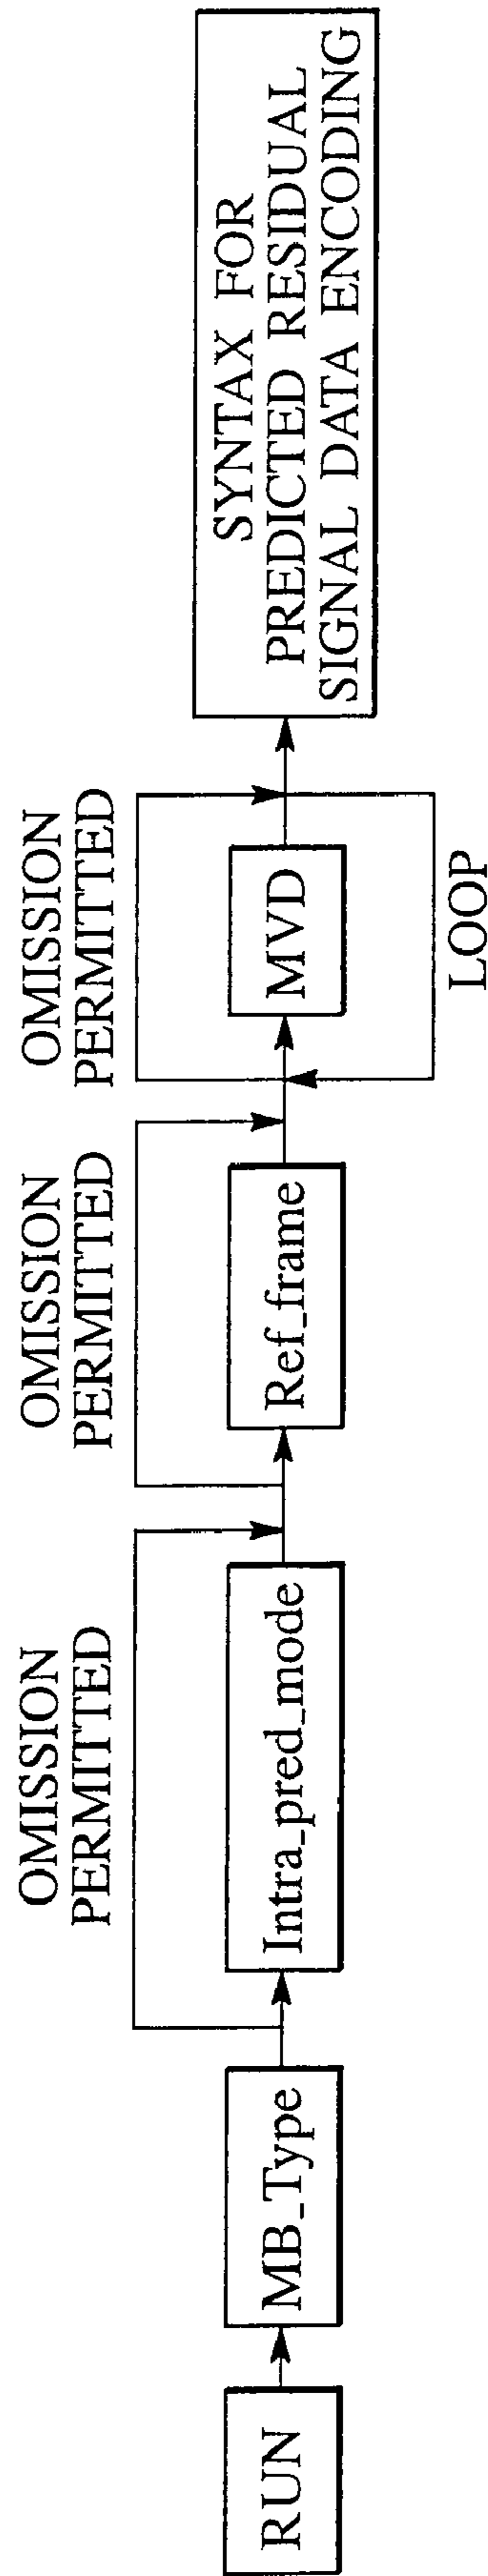 RUN
MB_Type
OMISSION
PERMITTED
Intra_pred_mode
OMISSION
PERMITTED
Ref_frame
OMISSION
PERMITTED
MVD
LOOP
SYNTAX FOR
PREDICTED RESIDUAL
SIGNAL DATA ENCODING